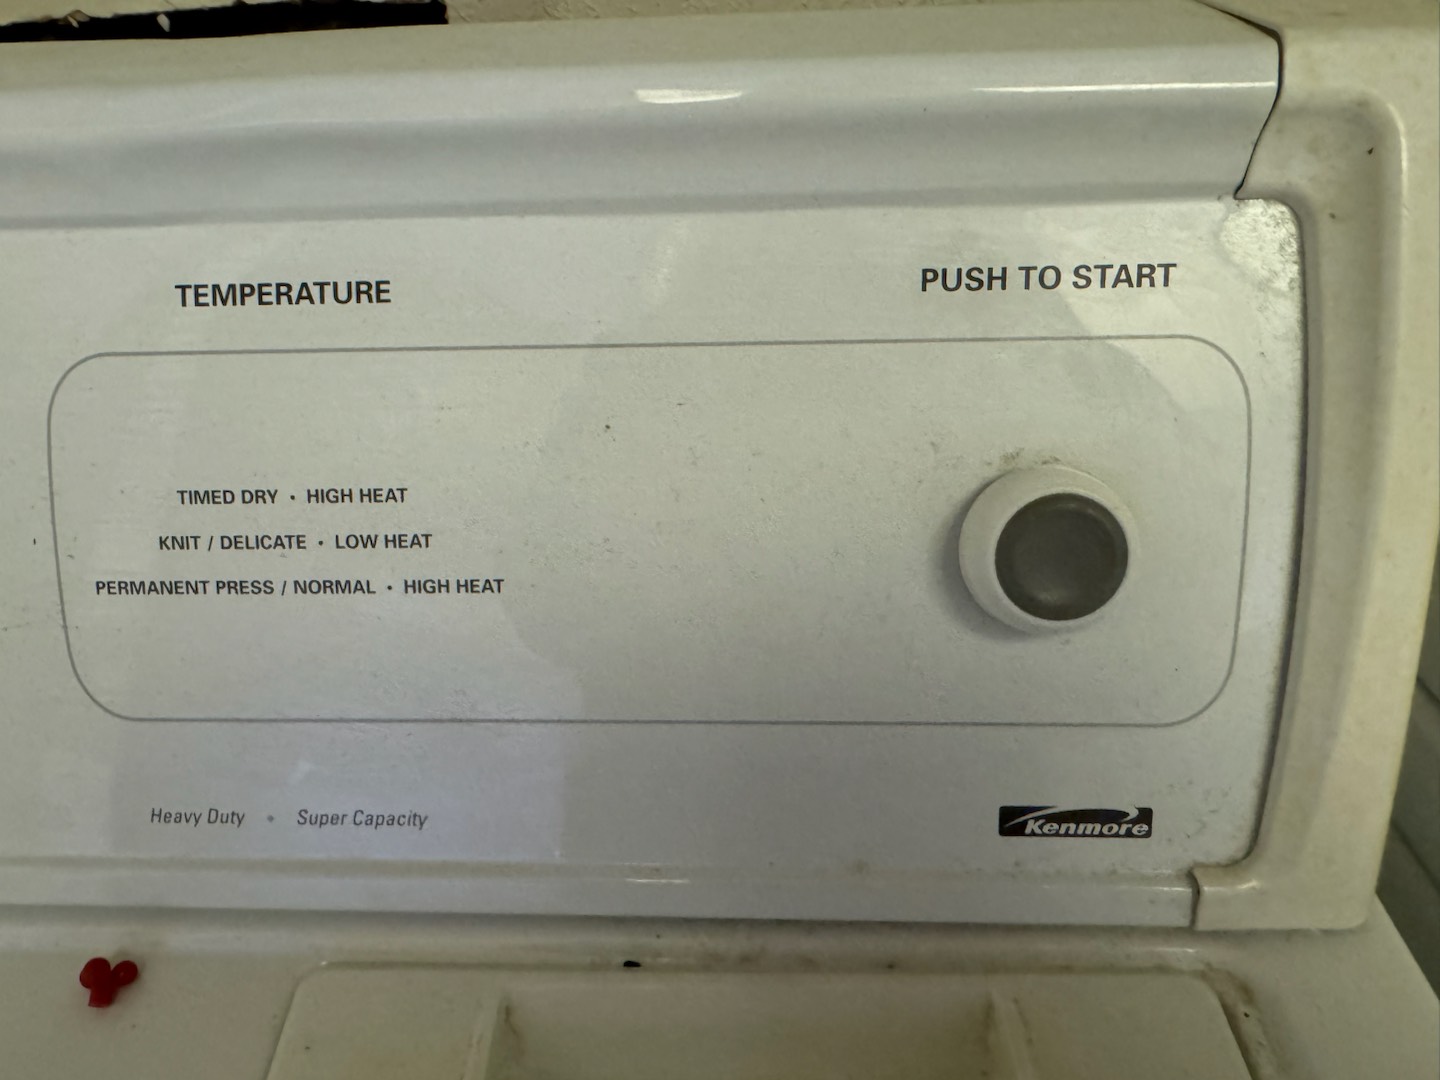 TEMPERATURE
PUSH TO START
TIMED DRY • HIGH HEAT
KNIT / DELICATE • LOW HEAT
PERMANENT PRESS / NORMAL • HIGH HEAT
Heavy Duty • Super Capacity
Kenmore